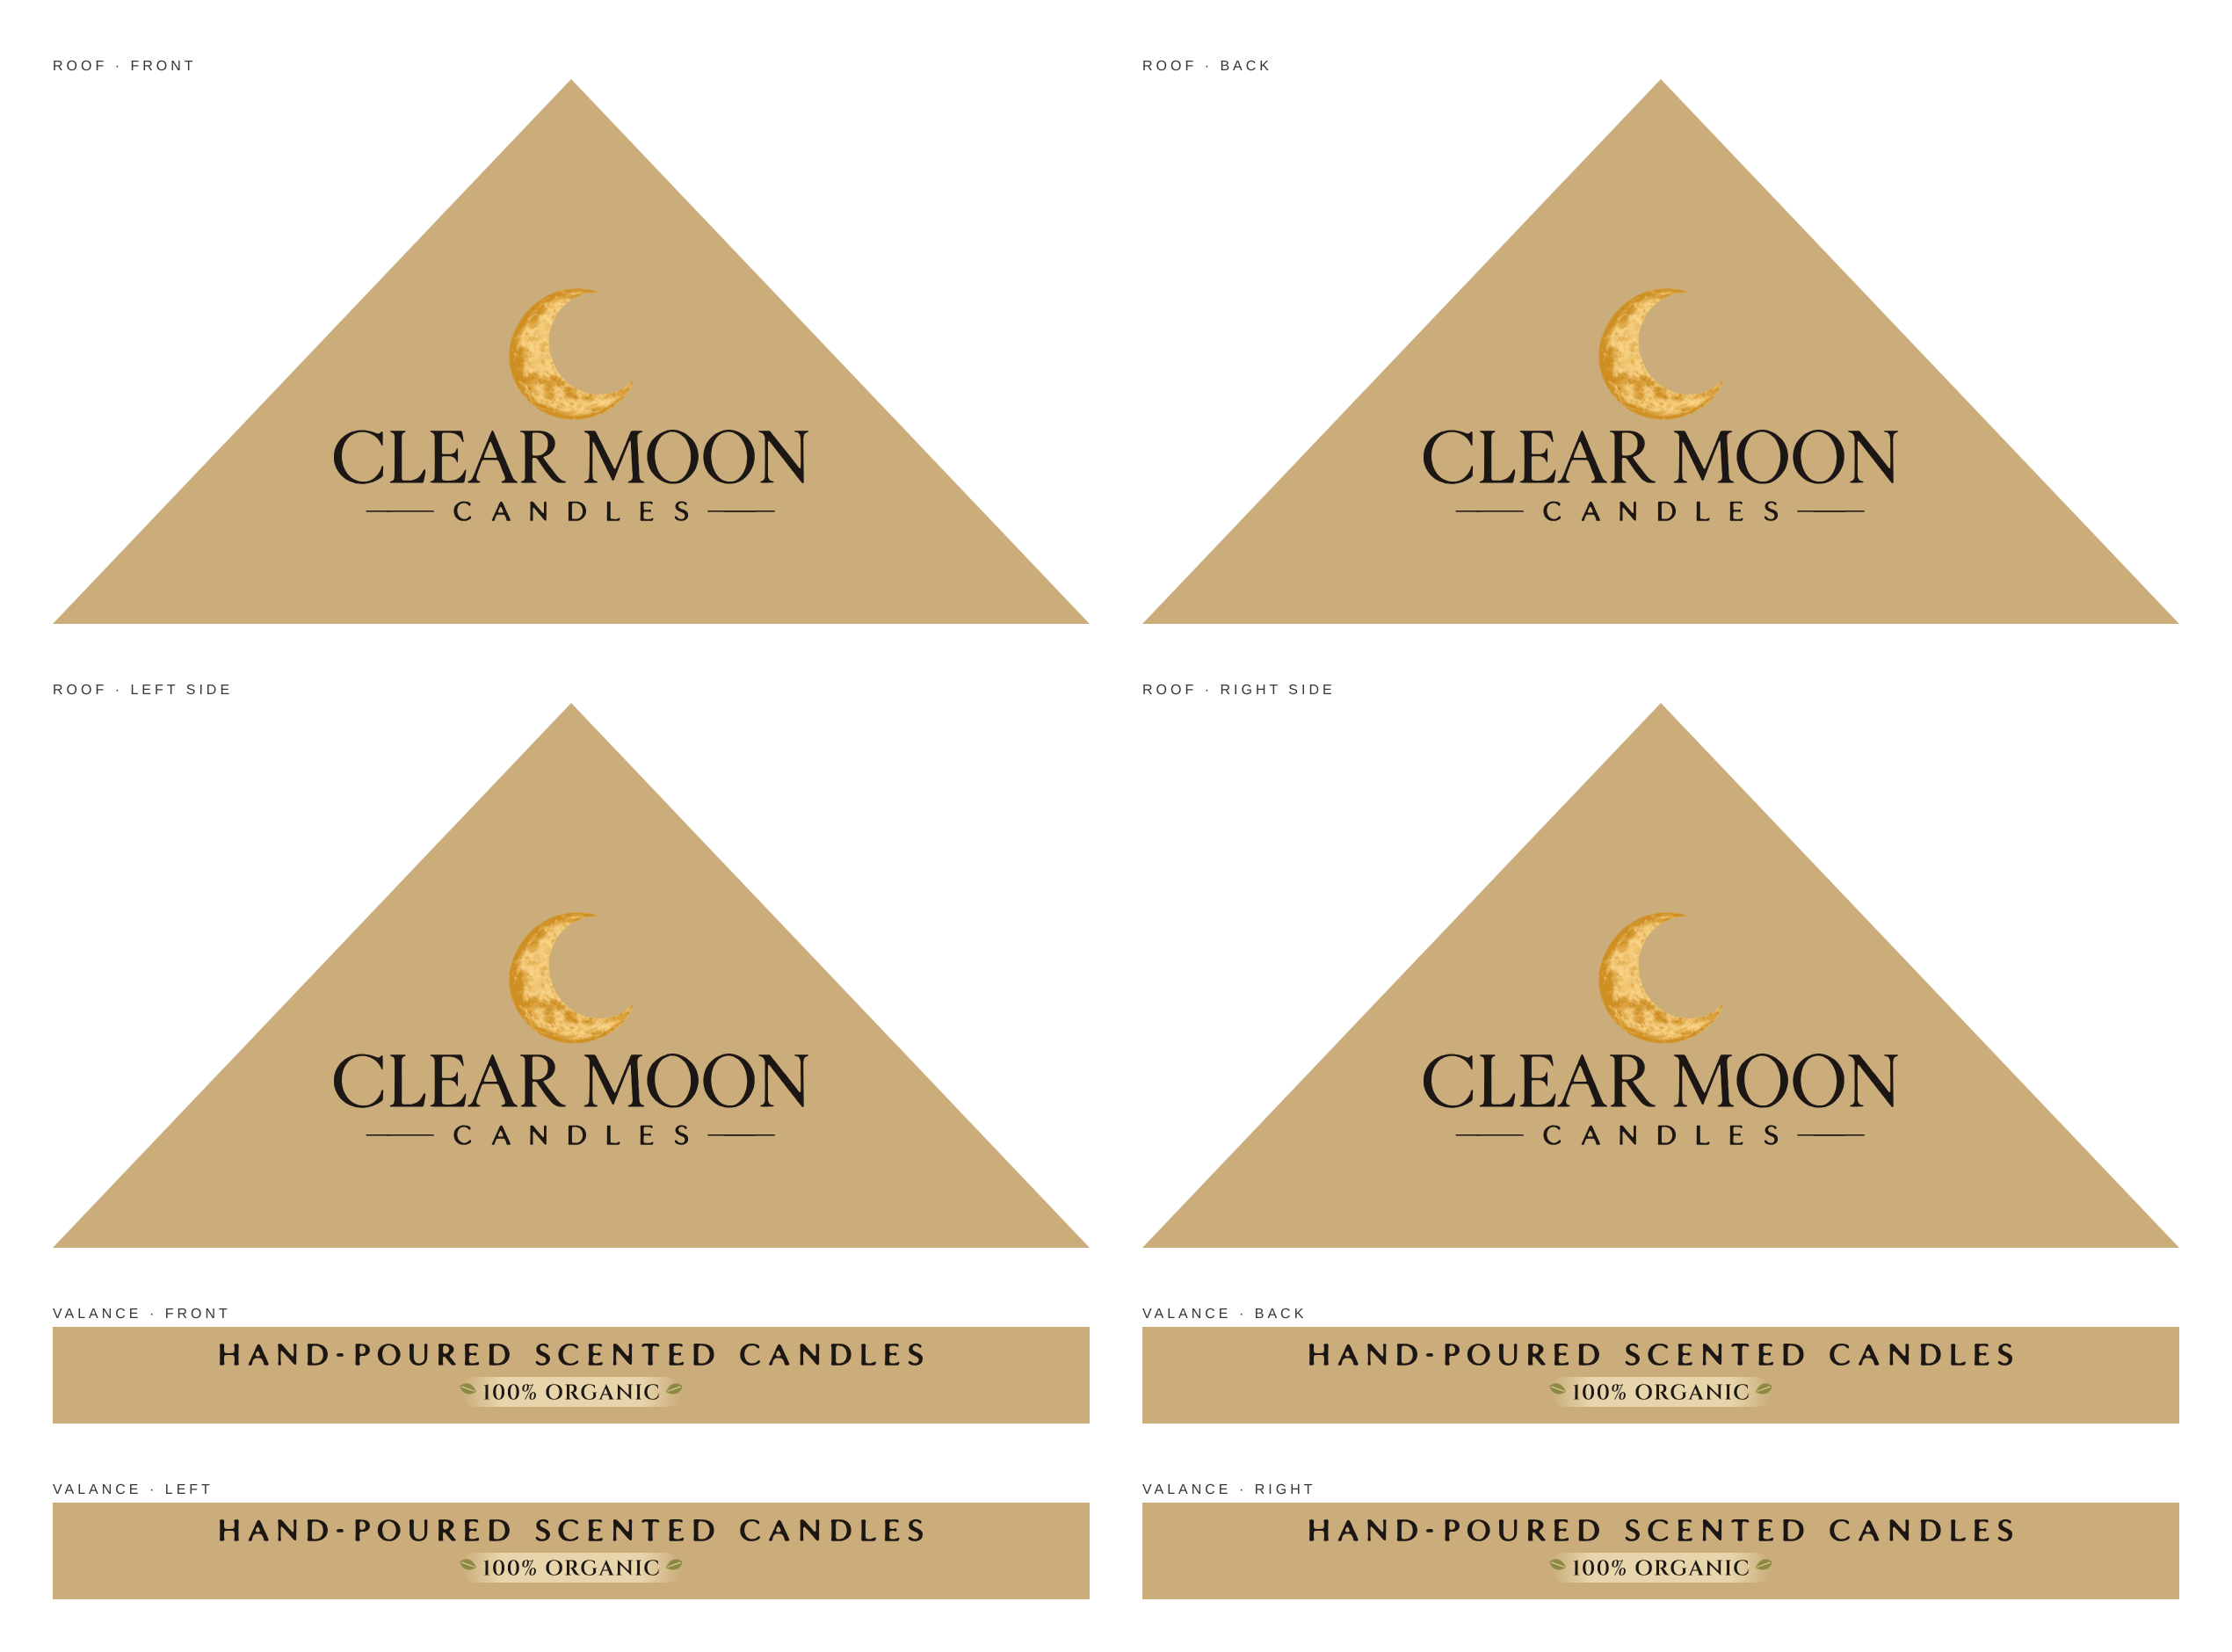 ROOF · FRONT
CLEAR MOON
CANDLES
ROOF · BACK
CLEAR MOON
CANDLES
ROOF · LEFT SIDE
CLEAR MOON
CANDLES
ROOF · RIGHT SIDE
CLEAR MOON
CANDLES
VALANCE · FRONT
HAND-POURED SCENTED CANDLES
100% ORGANIC
VALANCE · BACK
HAND-POURED SCENTED CANDLES
100% ORGANIC
VALANCE · LEFT
HAND-POURED SCENTED CANDLES
100% ORGANIC
VALANCE · RIGHT
HAND-POURED SCENTED CANDLES
100% ORGANIC